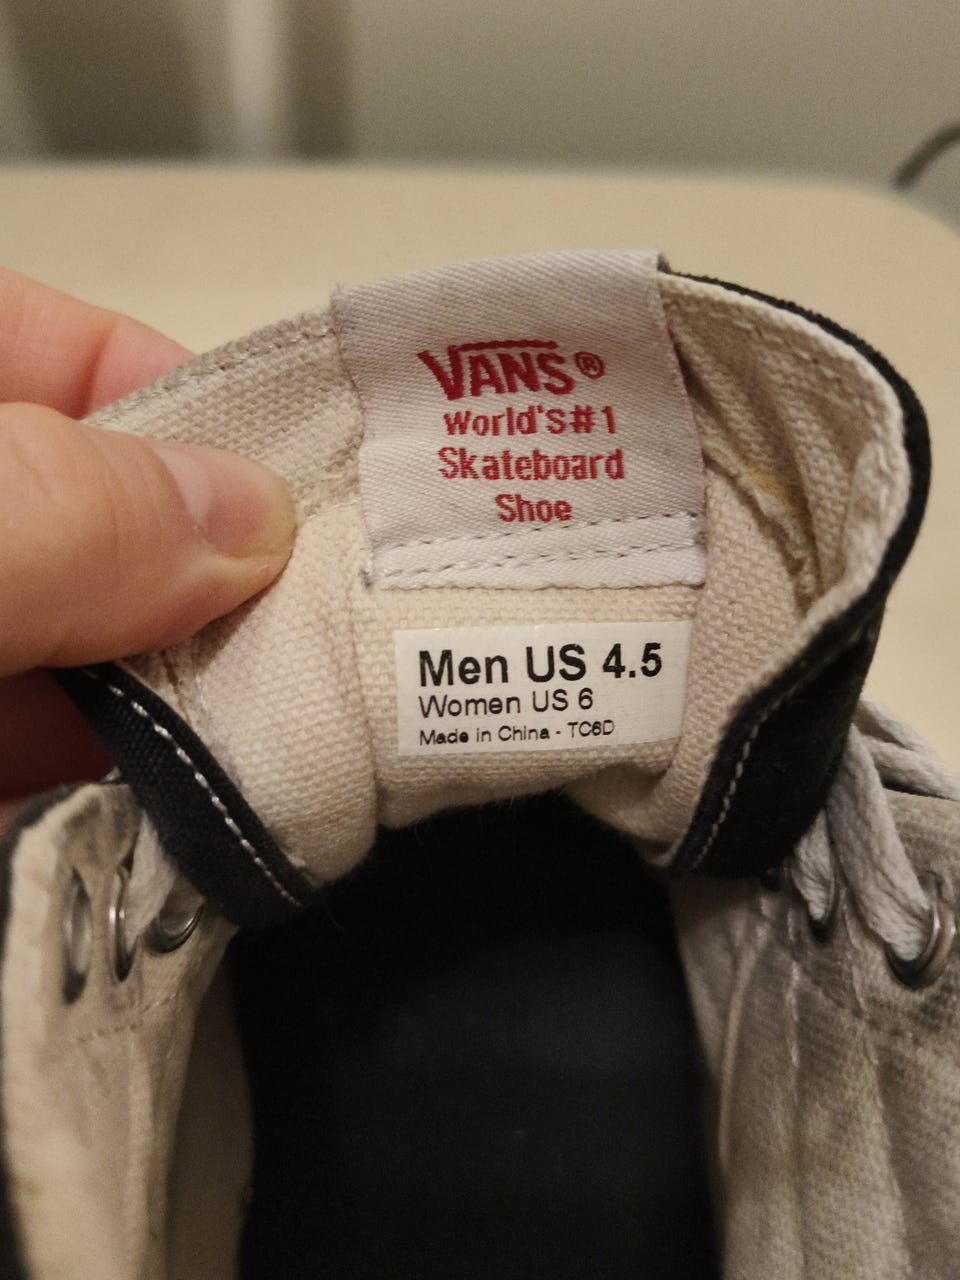 VANS®
World's#1
Skateboard
Shoe
Men US 4.5
Women US 6
Made in China - TC6D